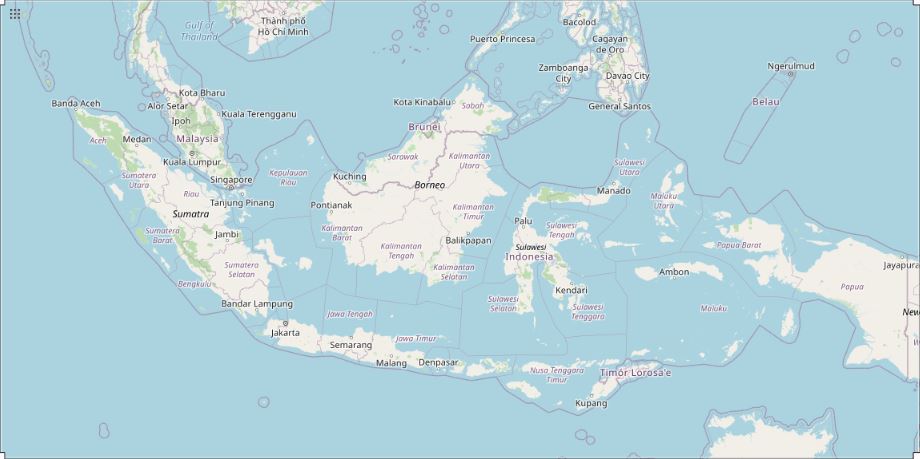 Gulf of
Thailand
Thành phố
Hồ Chí Minh
Puerto Princesa
Bacolod
Cagayan
de Oro
Zamboanga
City
Davao City
General Santos
Ngerulmud
Belau
Banda Aceh
Alor Setar
Kota Bharu
Ipoh
Kuala Terengganu
Malaysia
Kota Kinabalu
Sabah
Brunei
Aceh
Medan
Kuala Lumpur
Sarawak
Kalimantan
Utara
Sulawesi
Utara
Sumatera
Utara
Singapore
Kepulauan
Riau
Kuching
Borneo
Manado
Maluku
Utara
Riau
Sumatra
Tanjung Pinang
Pontianak
Kalimantan
Timur
Kalimantan
Barat
Palu
Sulawesi
Tengah
Sumatera
Barat
Jambi
Balikpapan
Kalimantan
Tengah
Sulawesi
Indonesia
Papua Barat
Sumatera
Selatan
Kalimantan
Selatan
Ambon
Jayapura
Bengkulu
Kendari
Papua
Bandar Lampung
Sulawesi
Selatan
Sulawesi
Tenggara
Maluku
New
Jawa Tengah
Jakarta
Semarang
Jawa Timur
Malang
Denpasar
Nusa Tenggara
Timur
Timór Lorosa'e
Kupang